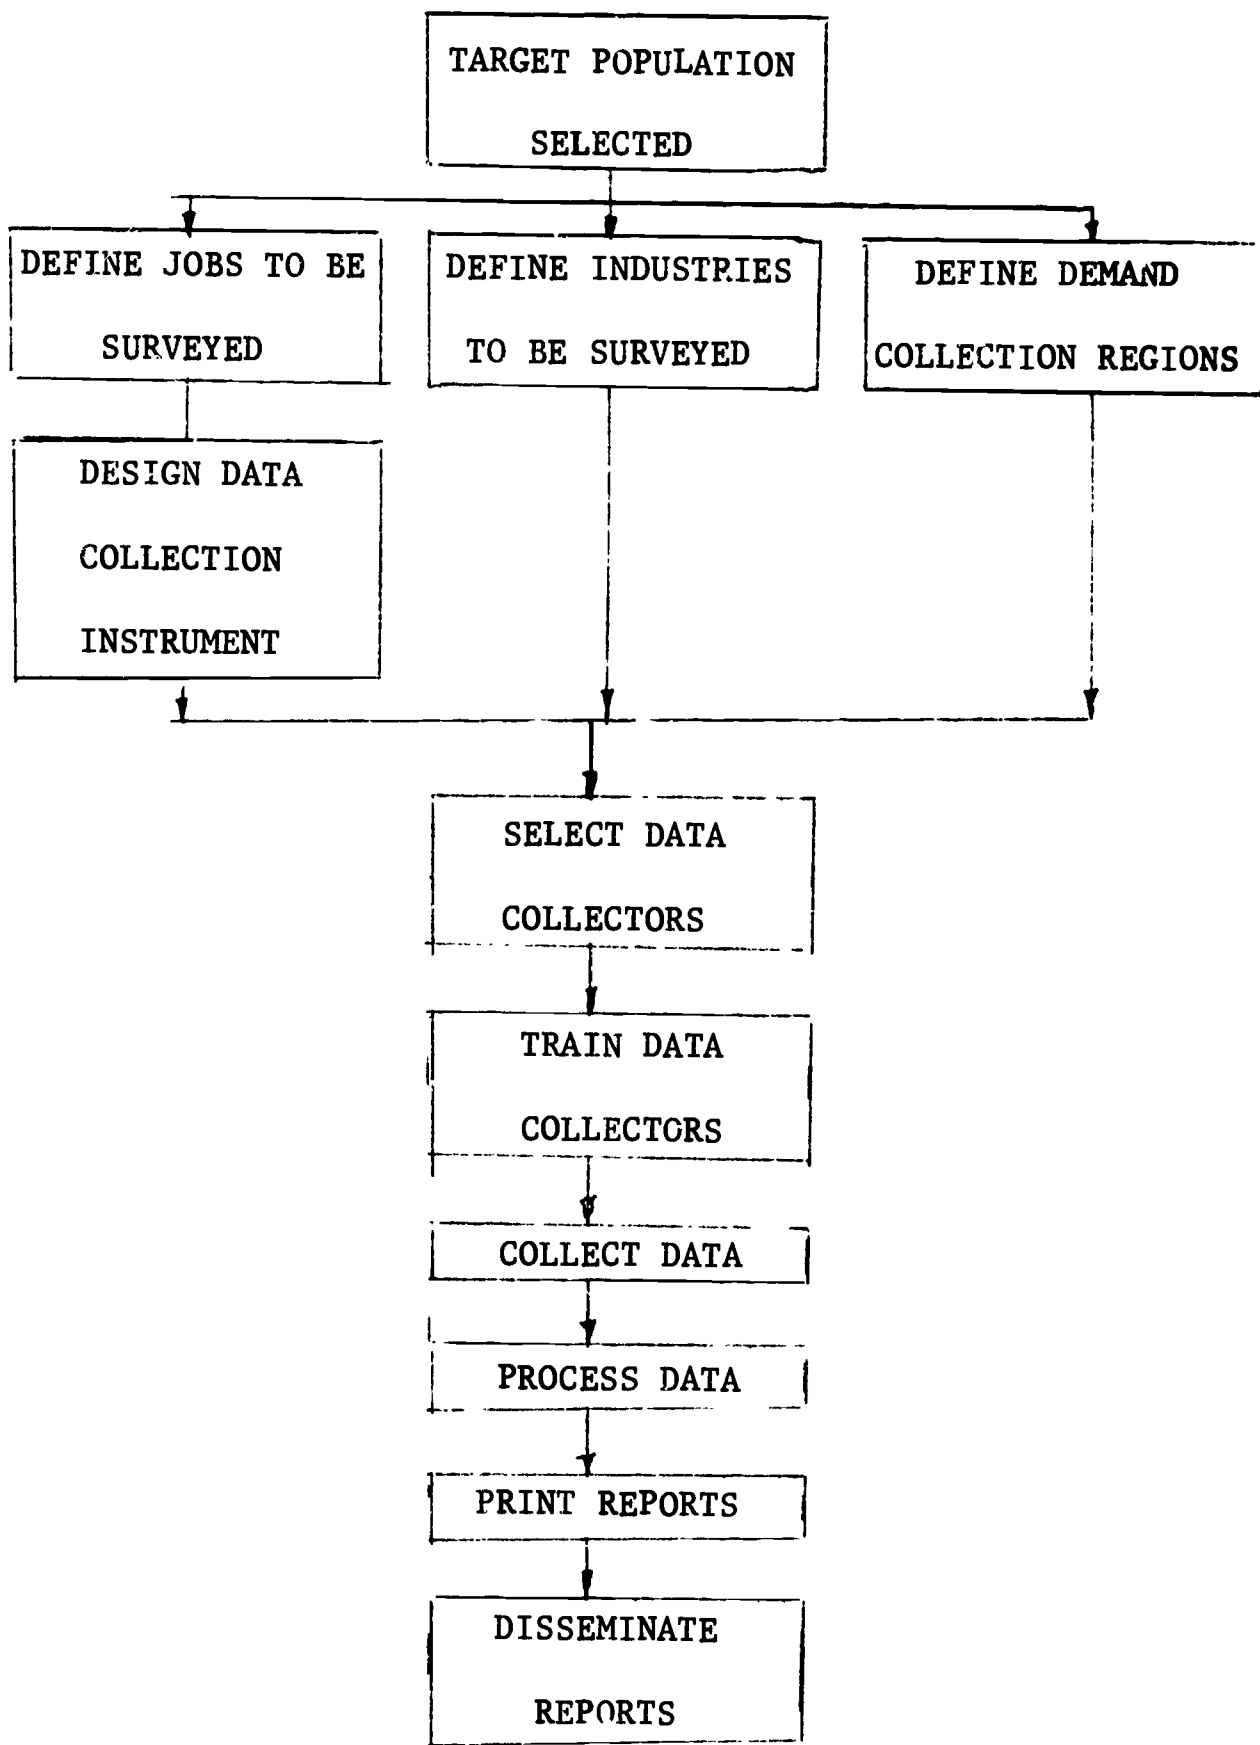 TARGET POPULATION
SELECTED
DEFINE JOBS TO BE
SURVEYED
DEFINE INDUSTRIES
TO BE SURVEYED
DEFINE DEMAND
COLLECTION REGIONS
DESIGN DATA
COLLECTION
INSTRUMENT
SELECT DATA
COLLECTORS
TRAIN DATA
COLLECTORS
COLLECT DATA
PROCESS DATA
PRINT REPORTS
DISSEMINATE
REPORTS